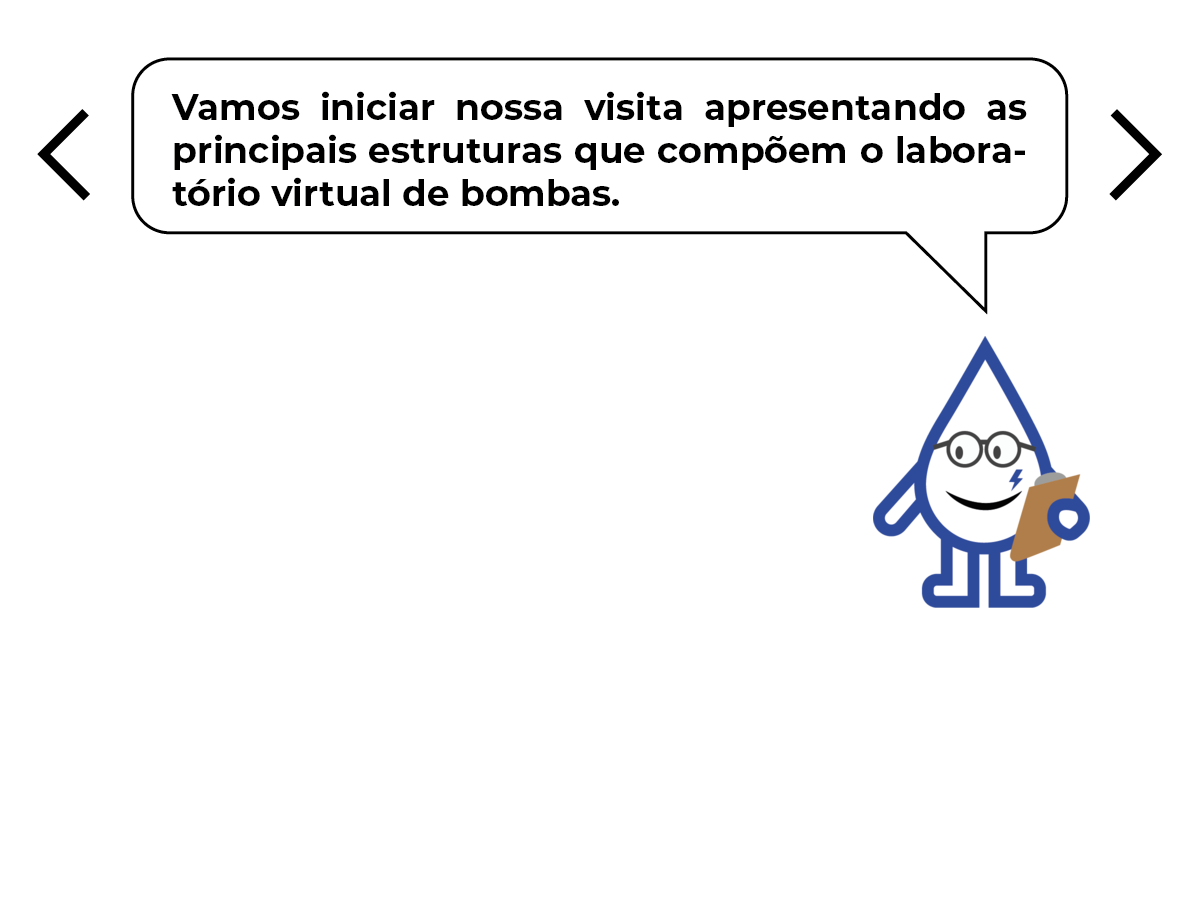 Vamos iniciar nossa visita apresentando as
principais estruturas que compõem o labora-
tório virtual de bombas.